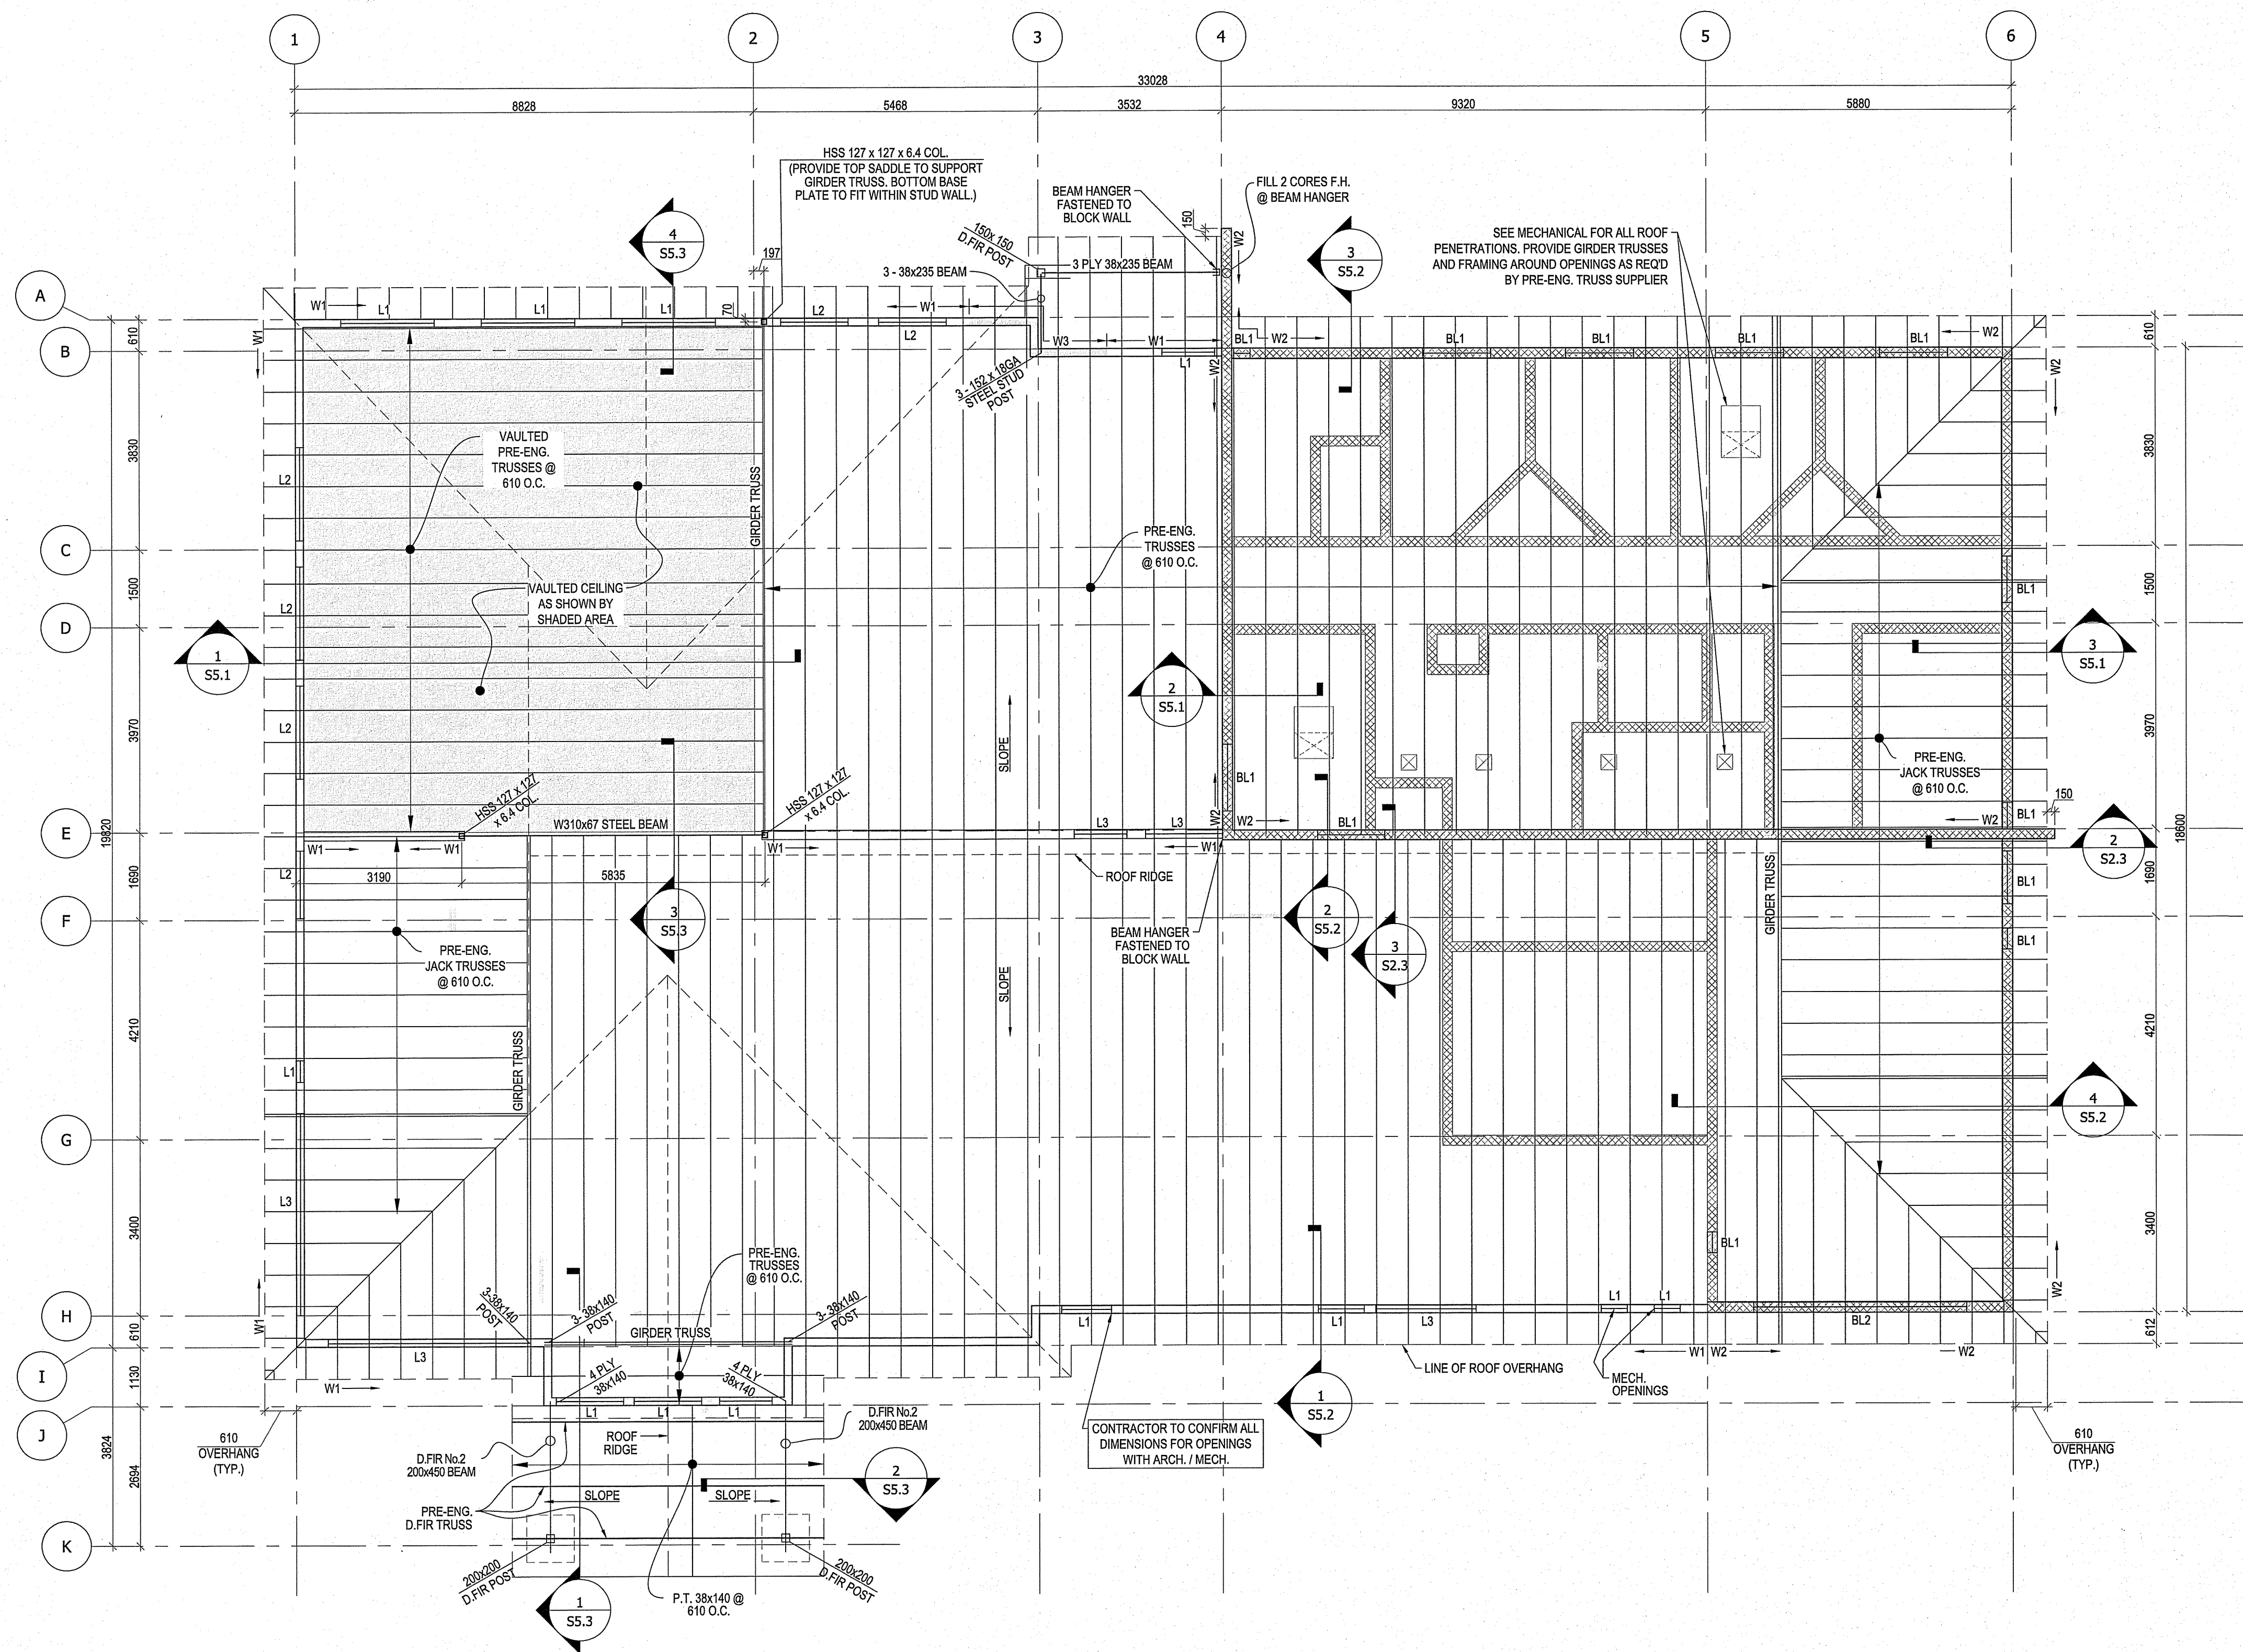 1
2
3
4
5
6
33028
8828
5468
3532
9320
5880
HSS 127 x 127 x 6.4 COL.
(PROVIDE TOP SADDLE TO SUPPORT
GIRDER TRUSS. BOTTOM BASE
PLATE TO FIT WITHIN STUD WALL.)
BEAM HANGER
FASTENED TO
BLOCK WALL
FILL 2 CORES F.H.
@ BEAM HANGER
150
W2
4
S5.3
197
150x 150
D.FIR POST
3 - 38x235 BEAM
3 PLY 38x235 BEAM
3
S5.2
SEE MECHANICAL FOR ALL ROOF
PENETRATIONS. PROVIDE GIRDER TRUSSES
AND FRAMING AROUND OPENINGS AS REQ'D
BY PRE-ENG. TRUSS SUPPLIER
A
W1
L1
L1
L1
70
L2
W1
L2
610
W1
W3
W1
L1
BL1
W2
BL1
BL1
BL1
BL1
W2
610
B
W2
W2
3 - 152 x 18GA
STEEL STUD
POST
3830
VAULTED
PRE-ENG.
TRUSSES @
610 O.C.
L2
GIRDER TRUSS
3830
C
PRE-ENG.
TRUSSES
@ 610 O.C.
1500
VAULTED CEILING
AS SHOWN BY
SHADED AREA
L2
BL1
1500
D
1
S5.1
2
S5.1
3
S5.1
3970
L2
SLOPE
BL1
W2
PRE-ENG.
JACK TRUSSES
@ 610 O.C.
3970
HSS 127 x 127
x 6.4 COL.
HSS 127 x 127
x 6.4 COL.
150
E
W310x67 STEEL BEAM
L3
L3
W2
BL1
W2
BL1
19820
18600
W1
W1
W1
W1
2
S2.3
1690
L2
3190
5835
ROOF RIDGE
GIRDER TRUSS
BL1
1690
F
3
S5.3
2
S5.2
3
S2.3
BEAM HANGER
FASTENED TO
BLOCK WALL
BL1
PRE-ENG.
JACK TRUSSES
@ 610 O.C.
SLOPE
4210
4210
L1
GIRDER TRUSS
4
S5.2
G
L3
3400
3400
PRE-ENG.
TRUSSES
@ 610 O.C.
BL1
W2
H
W1
3-38x140
POST
3- 38x140
POST
3- 38x140
POST
GIRDER TRUSS
L1
L1
L3
L1
L1
BL2
610
612
I
L3
W1
4 PLY
38x140
4 PLY
38x140
LINE OF ROOF OVERHANG
W1
W2
W2
MECH.
OPENINGS
1130
1
S5.2
J
L1
L1
L1
D.FIR No.2
200x450 BEAM
ROOF
RIDGE
CONTRACTOR TO CONFIRM ALL
DIMENSIONS FOR OPENINGS
WITH ARCH. / MECH.
610
OVERHANG
(TYP.)
610
OVERHANG
(TYP.)
3824
2694
D.FIR No.2
200x450 BEAM
2
S5.3
SLOPE
SLOPE
PRE-ENG.
D.FIR TRUSS
K
200x200
D.FIR POST
200x200
D.FIR POST
P.T. 38x140 @
610 O.C.
1
S5.3